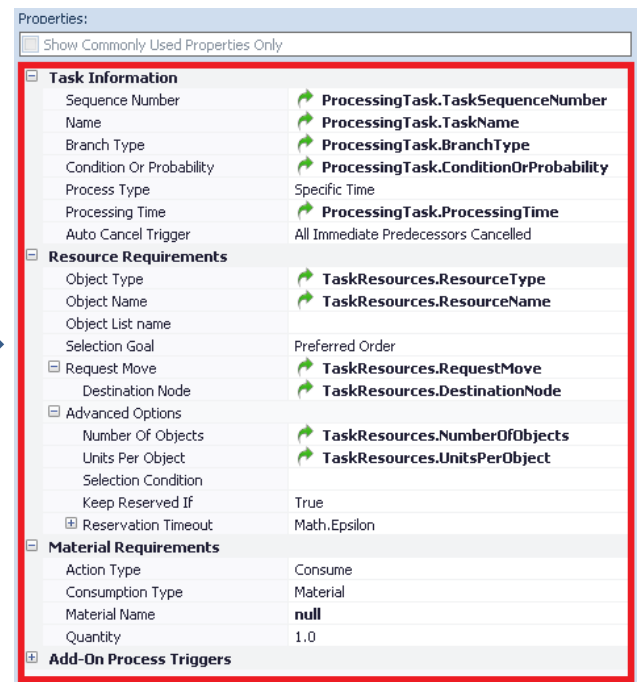 Properties:
Show Commonly Used Properties Only
Task Information
Sequence Number ProcessingTask.TaskSequenceNumber
Name ProcessingTask.TaskName
Branch Type ProcessingTask.BranchType
Condition Or Probability ProcessingTask.ConditionOrProbability
Process Type Specific Time
Processing Time ProcessingTask.ProcessingTime
Auto Cancel Trigger All Immediate Predecessors Cancelled
Resource Requirements
Object Type TaskResources.ResourceType
Object Name TaskResources.ResourceName
Object List name
Selection Goal Preferred Order
Request Move TaskResources.RequestMove
Destination Node TaskResources.DestinationNode
Advanced Options
Number Of Objects TaskResources.NumberOfObjects
Units Per Object TaskResources.UnitsPerObject
Selection Condition
Keep Reserved If True
Reservation Timeout Math.Epsilon
Material Requirements
Action Type Consume
Consumption Type Material
Material Name null
Quantity 1.0
Add-On Process Triggers